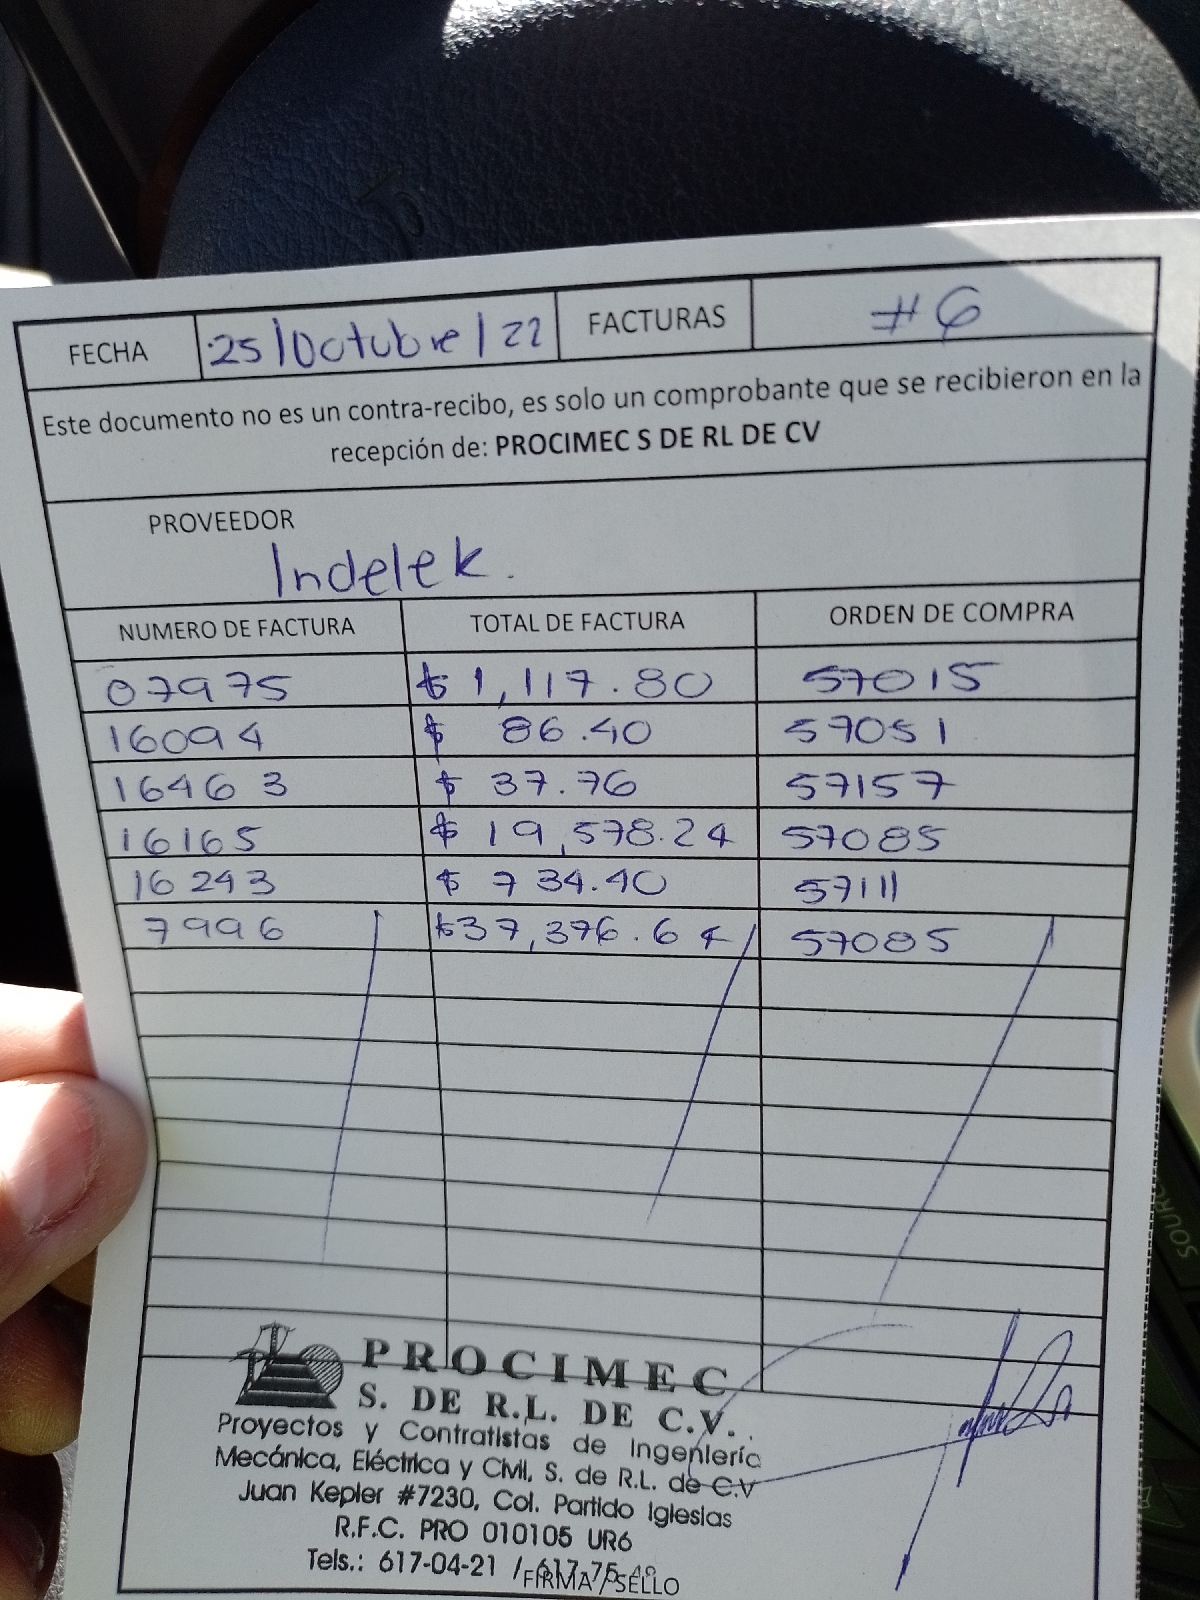 FECHA 25/Octubre/22 FACTURAS #6
Este documento no es un contra-recibo, es solo un comprobante que se recibieron en la
recepción de: PROCIMEC S DE RL DE CV
PROVEEDOR
Indelek.
NUMERO DE FACTURA TOTAL DE FACTURA ORDEN DE COMPRA
07975 $ 1,117.80 57015
16094 $ 86.40 57051
16463 $ 37.76 57157
16165 $ 19,578.24 57085
16243 $ 734.40 57111
7996 $37,376.64 57085
PROCIMEC
S. DE R.L. DE C.V.
Proyectos y Contratistas de Ingeniería
Mecánica, Eléctrica y Civil, S. de R.L. de C.V
Juan Kepler #7230, Col. Partido Iglesias
R.F.C. PRO 010105 UR6
Tels.: 617-04-21 / 617-75-
FIRMA / SELLO